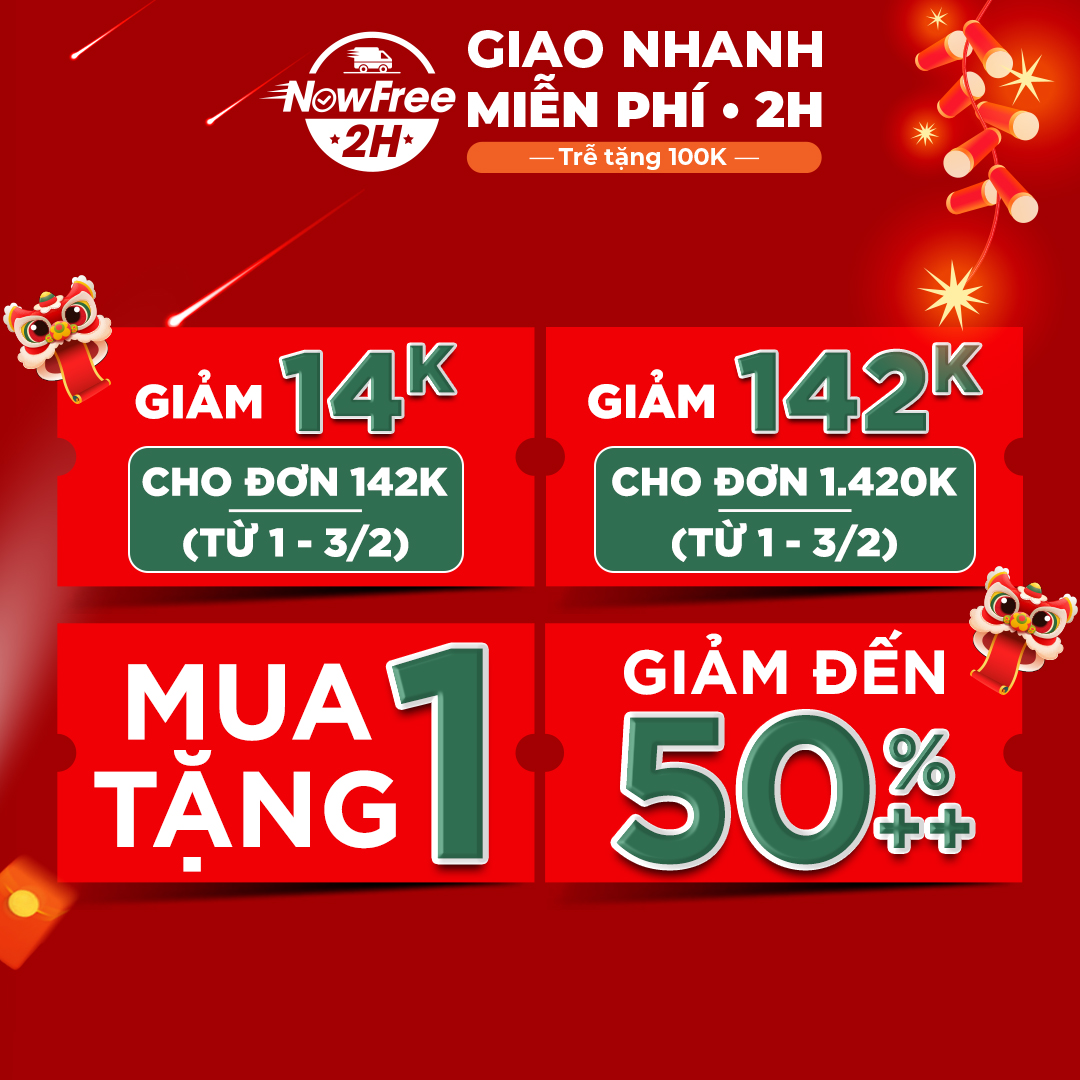 NowFree
2H
GIAO NHANH
MIỄN PHÍ • 2H
— Trễ tặng 100K —
GIẢM 14K
CHO ĐƠN 142K
(TỪ 1 - 3/2)
GIẢM 142K
CHO ĐƠN 1.420K
(TỪ 1 - 3/2)
MUA 1
TẶNG
GIẢM ĐẾN
50%++